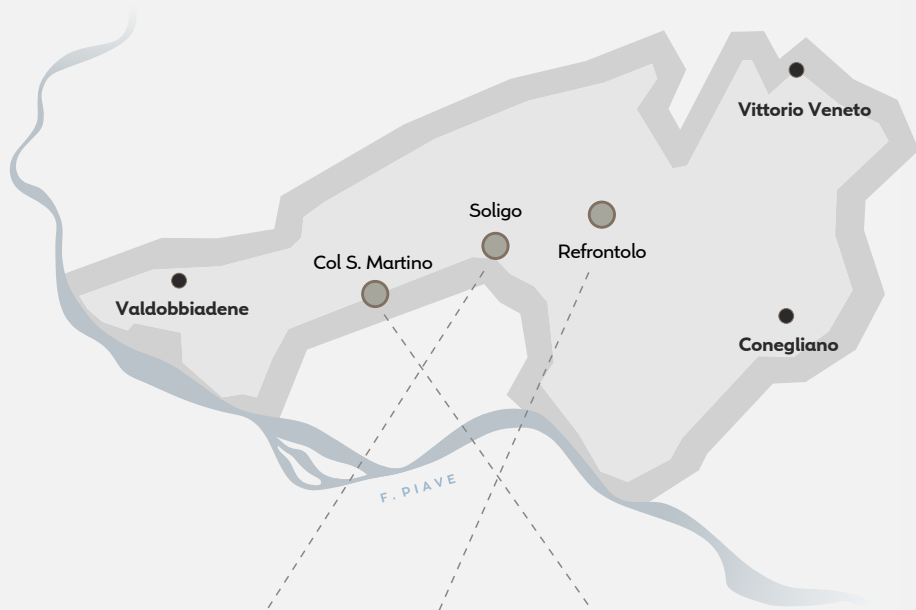 Vittorio Veneto
Soligo
Refrontolo
Col S. Martino
Valdobbiadene
Conegliano
F. PIAVE